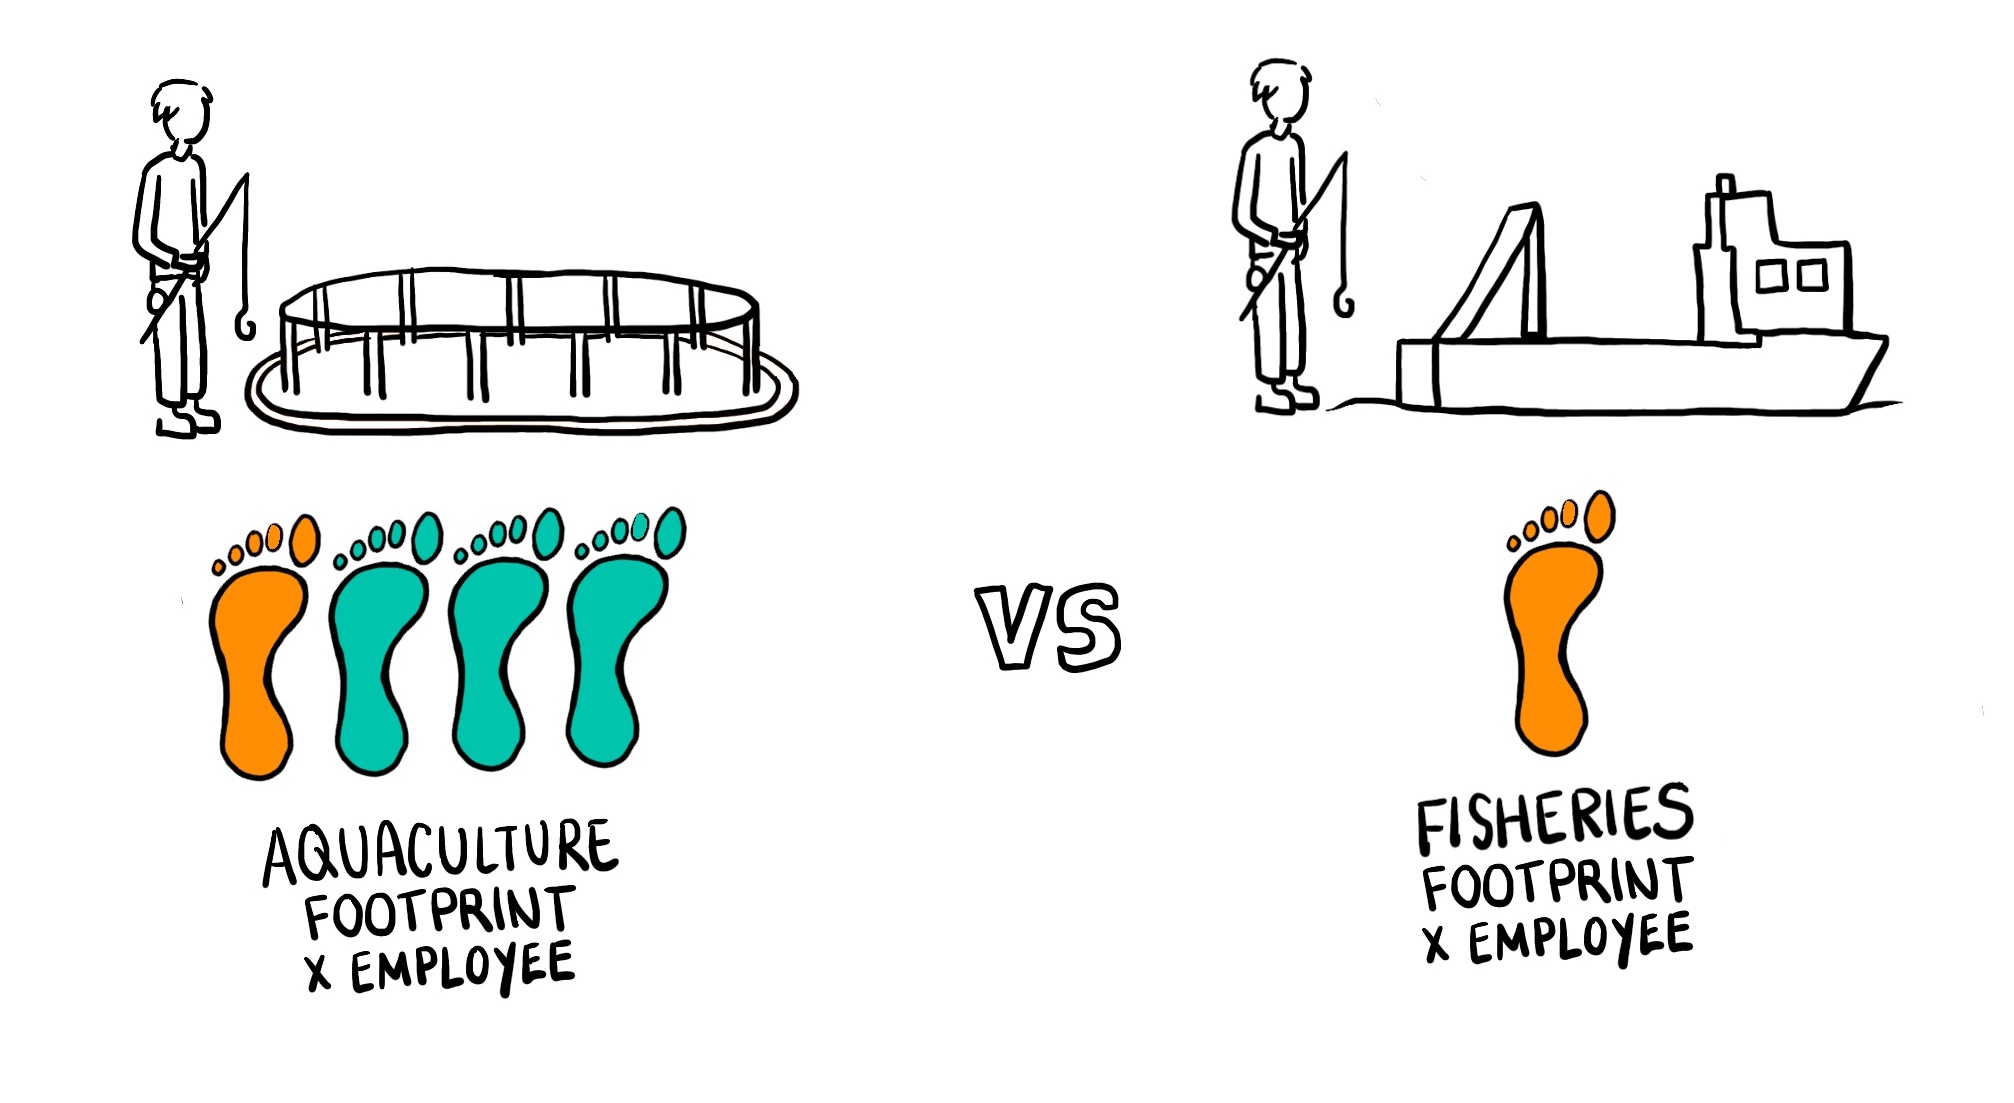 AQUACULTURE
FOOTPRINT
X EMPLOYEE
VS
FISHERIES
FOOTPRINT
X EMPLOYEE